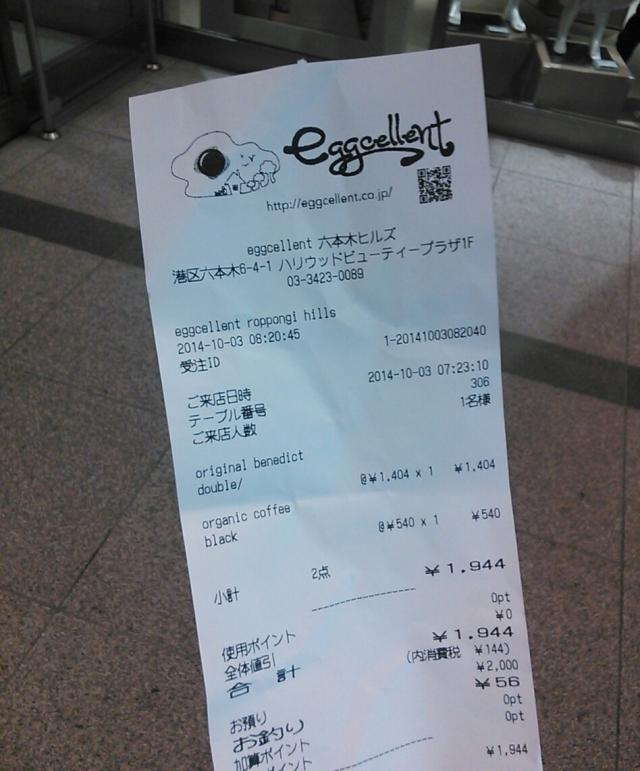 eggcellent
http://eggcellent.co.jp/
eggcellent 六本木ヒルズ
港区六本木6-4-1 ハリウッドビューティープラザ1F
03-3423-0089
eggcellent roppongi hills
2014-10-03 08:20:45
受注ID 1-20141003082040
ご来店日時 2014-10-03 07:23:10
テーブル番号 306
ご来店人数 1名様
original benedict
double/ @¥1,404 x 1 ¥1,404
organic coffee
black @¥540 x 1 ¥540
小計 2点 ¥1,944
使用ポイント 0pt
全体値引 ¥0
合 計 ¥1,944
(内消費税 ¥144)
お預り ¥2,000
お釣り ¥56
加算ポイント 0pt
ポイント 0pt
¥1,944